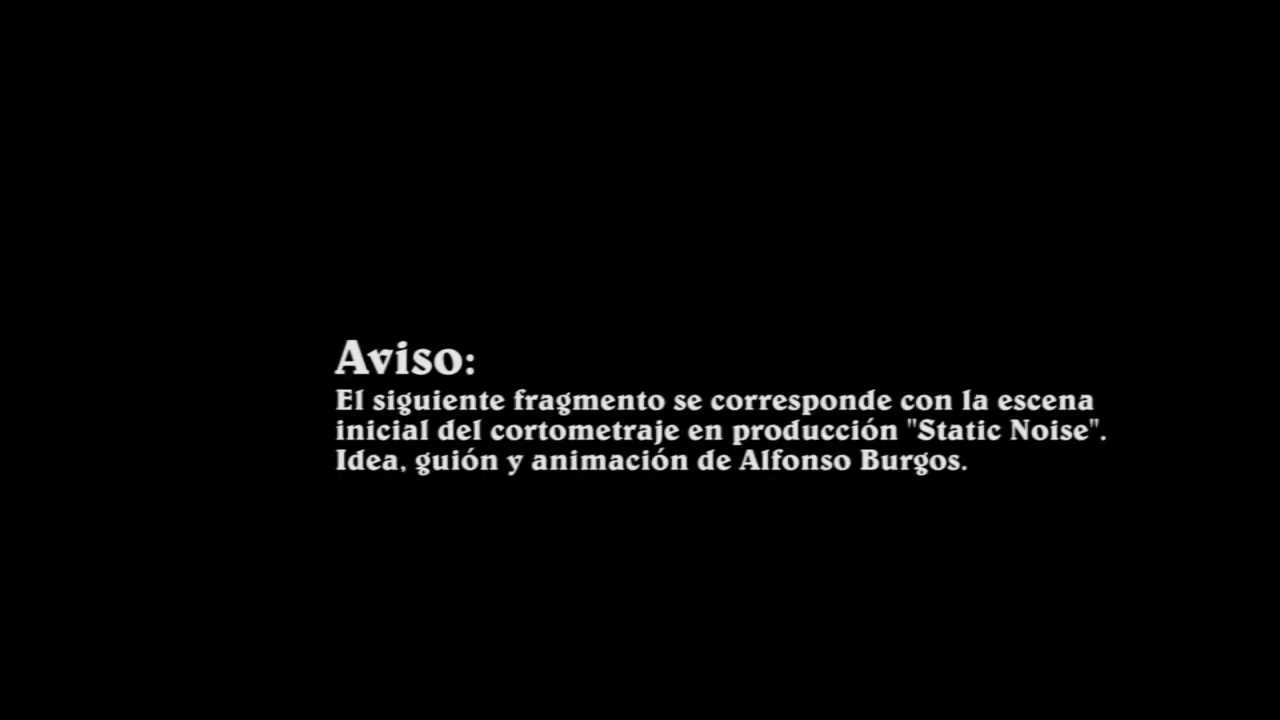 Aviso:
El siguiente fragmento se corresponde con la escena
inicial del cortometraje en producción "Static Noise".
Idea, guión y animación de Alfonso Burgos.